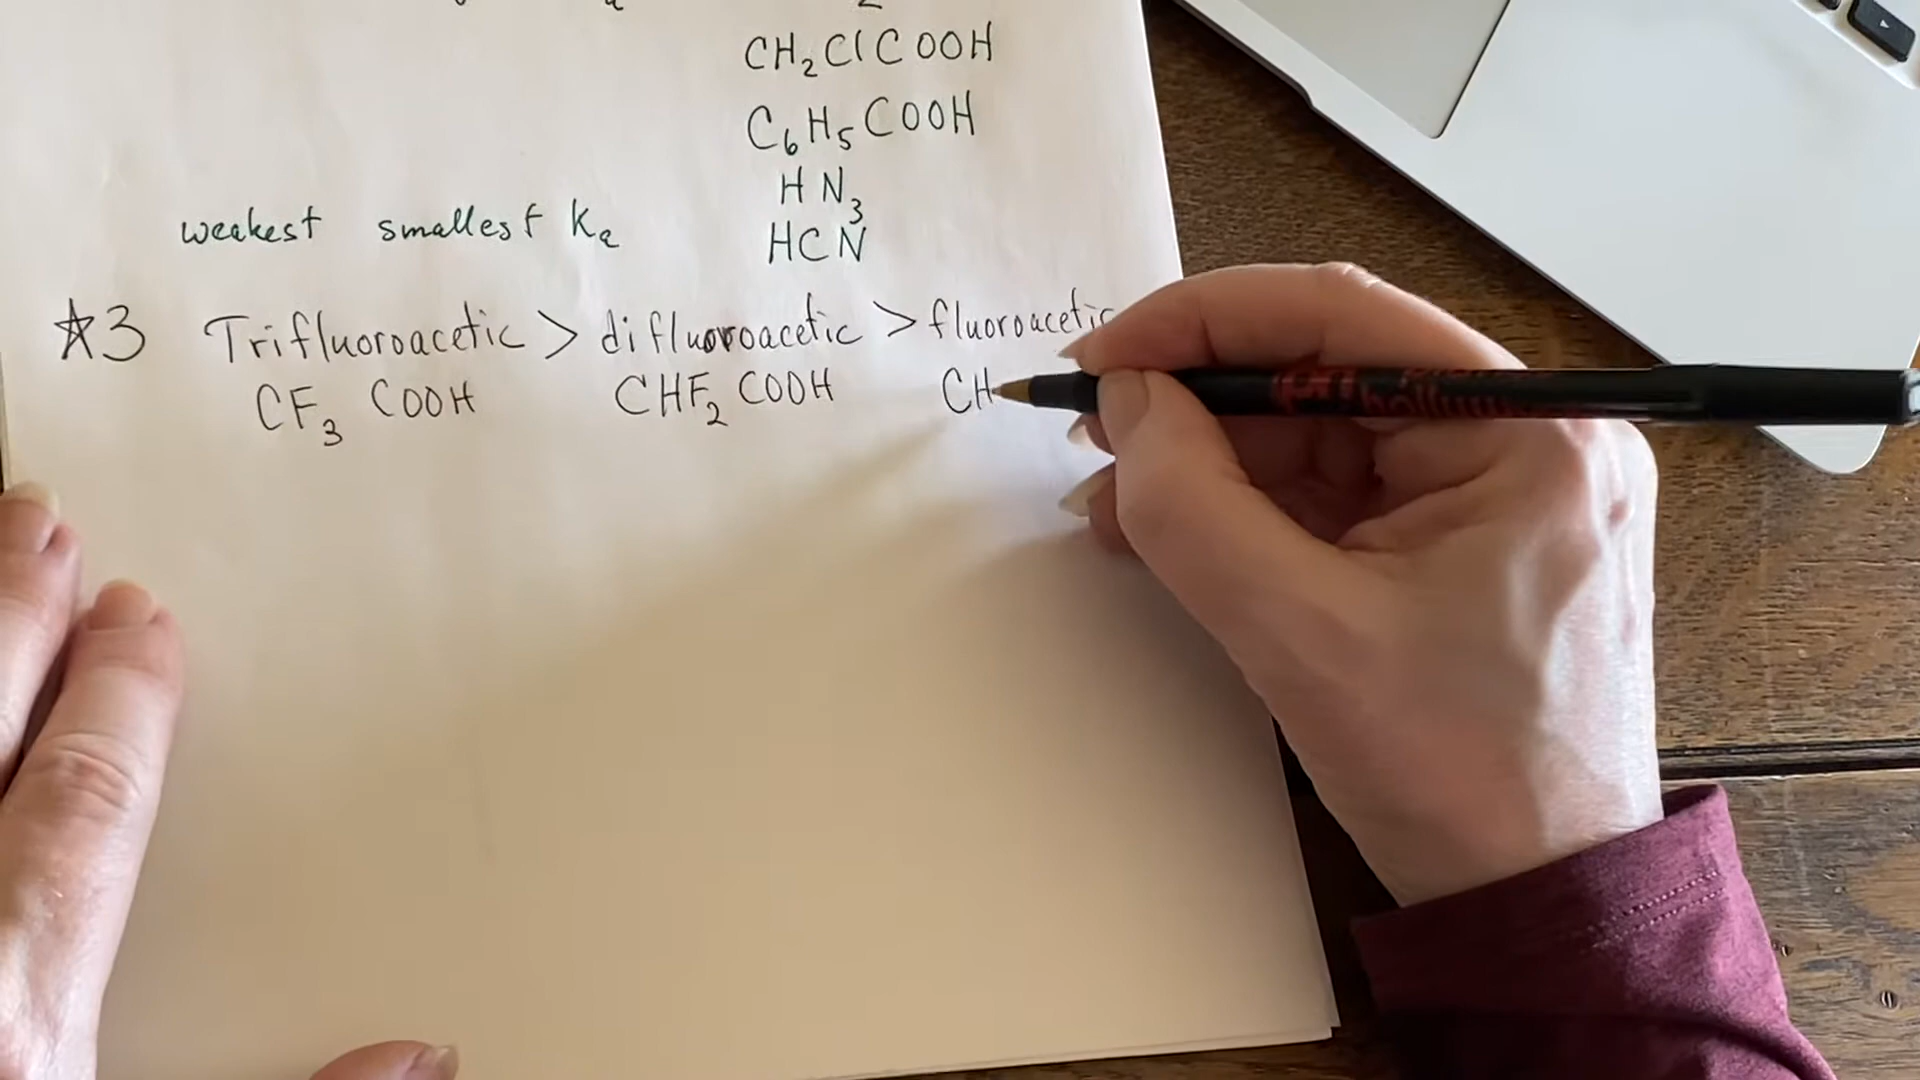 CH₂ClCOOH
C₆H₅COOH
HN₃
weakest smallest Ka
HCN
☆3 Trifluoroacetic > difluoroacetic > fluoroacetic
CF₃ COOH CHF₂ COOH CH